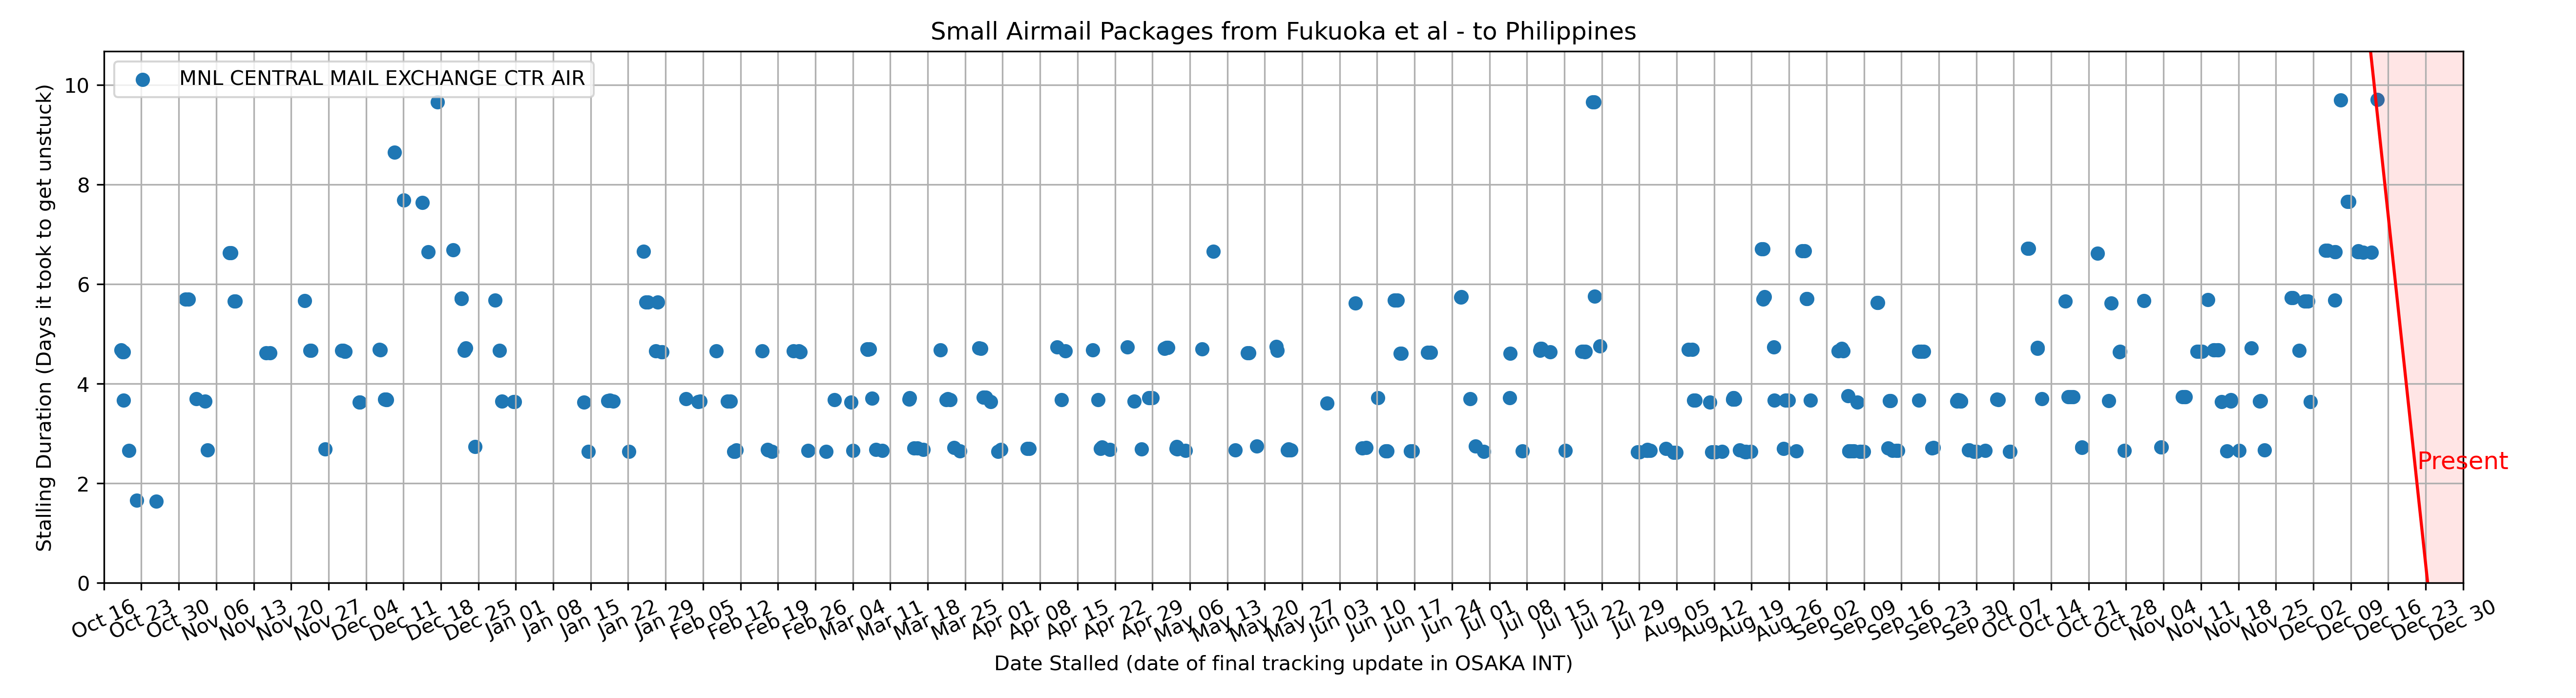 Small Airmail Packages from Fukuoka et al - to Philippines
MNL CENTRAL MAIL EXCHANGE CTR AIR
Stalling Duration (Days it took to get unstuck)
10
8
6
4
2
0
Present
Oct 16 Oct 23 Oct 30 Nov 06 Nov 13 Nov 20 Nov 27 Dec 04 Dec 11 Dec 18 Dec 25 Jan 01 Jan 08 Jan 15 Jan 22 Jan 29 Feb 05 Feb 12 Feb 19 Feb 26 Mar 04 Mar 11 Mar 18 Mar 25 Apr 01 Apr 08 Apr 15 Apr 22 Apr 29 May 06 May 13 May 20 May 27 Jun 03 Jun 10 Jun 17 Jun 24 Jul 01 Jul 08 Jul 15 Jul 22 Jul 29 Aug 05 Aug 12 Aug 19 Aug 26 Sep 02 Sep 09 Sep 16 Sep 23 Sep 30 Oct 07 Oct 14 Oct 21 Oct 28 Nov 04 Nov 11 Nov 18 Nov 25 Dec 02 Dec 09 Dec 16 Dec 23 Dec 30
Date Stalled (date of final tracking update in OSAKA INT)